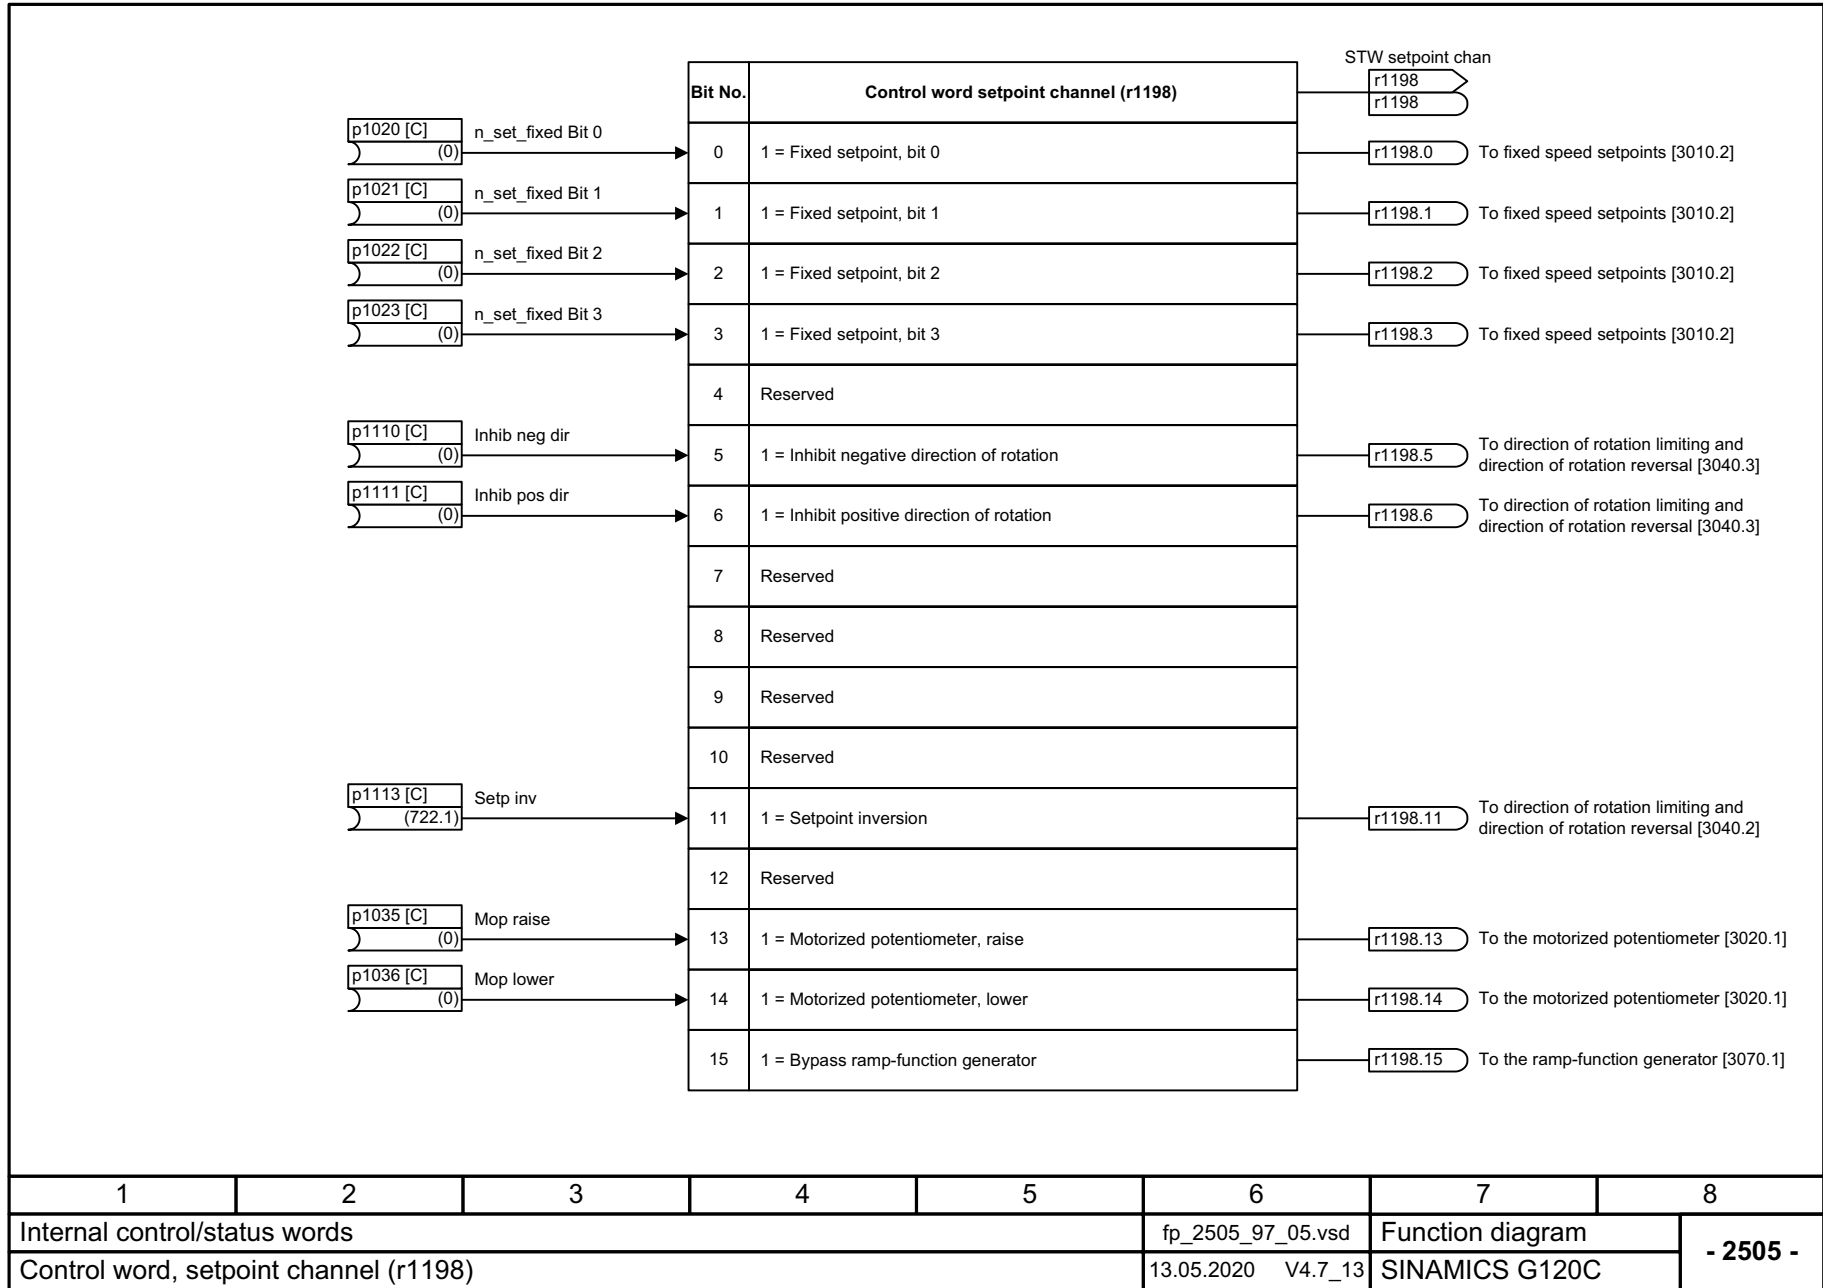 STW setpoint chan
Bit No. Control word setpoint channel (r1198) r1198
r1198
p1020 [C] n_set_fixed Bit 0
(0) 0 1 = Fixed setpoint, bit 0 r1198.0 To fixed speed setpoints [3010.2]
p1021 [C] n_set_fixed Bit 1
(0) 1 1 = Fixed setpoint, bit 1 r1198.1 To fixed speed setpoints [3010.2]
p1022 [C] n_set_fixed Bit 2
(0) 2 1 = Fixed setpoint, bit 2 r1198.2 To fixed speed setpoints [3010.2]
p1023 [C] n_set_fixed Bit 3
(0) 3 1 = Fixed setpoint, bit 3 r1198.3 To fixed speed setpoints [3010.2]
4 Reserved
p1110 [C] Inhib neg dir
(0) 5 1 = Inhibit negative direction of rotation r1198.5 To direction of rotation limiting and
direction of rotation reversal [3040.3]
p1111 [C] Inhib pos dir
(0) 6 1 = Inhibit positive direction of rotation r1198.6 To direction of rotation limiting and
direction of rotation reversal [3040.3]
7 Reserved
8 Reserved
9 Reserved
10 Reserved
p1113 [C] Setp inv
(722.1) 11 1 = Setpoint inversion r1198.11 To direction of rotation limiting and
direction of rotation reversal [3040.2]
12 Reserved
p1035 [C] Mop raise
(0) 13 1 = Motorized potentiometer, raise r1198.13 To the motorized potentiometer [3020.1]
p1036 [C] Mop lower
(0) 14 1 = Motorized potentiometer, lower r1198.14 To the motorized potentiometer [3020.1]
15 1 = Bypass ramp-function generator r1198.15 To the ramp-function generator [3070.1]
1 2 3 4 5 6 7 8
Internal control/status words fp_2505_97_05.vsd Function diagram - 2505 -
Control word, setpoint channel (r1198) 13.05.2020 V4.7_13 SINAMICS G120C